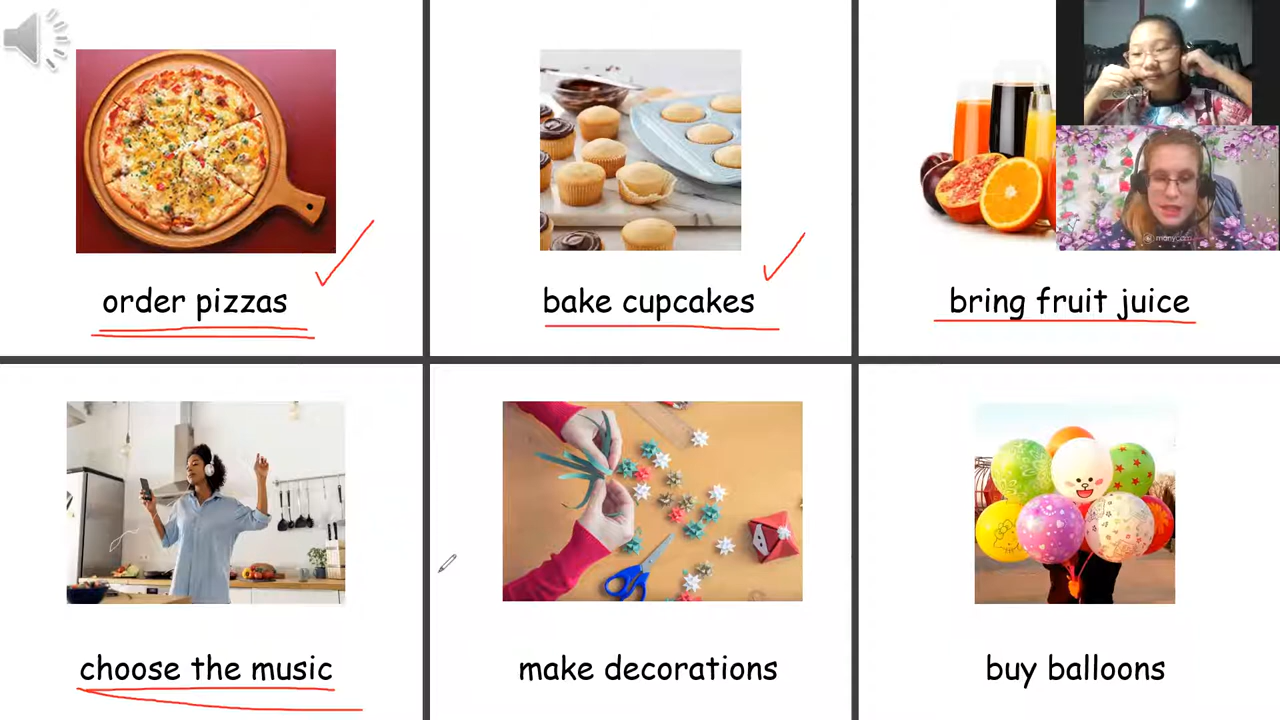 order pizzas
bake cupcakes
bring fruit juice
choose the music
make decorations
buy balloons